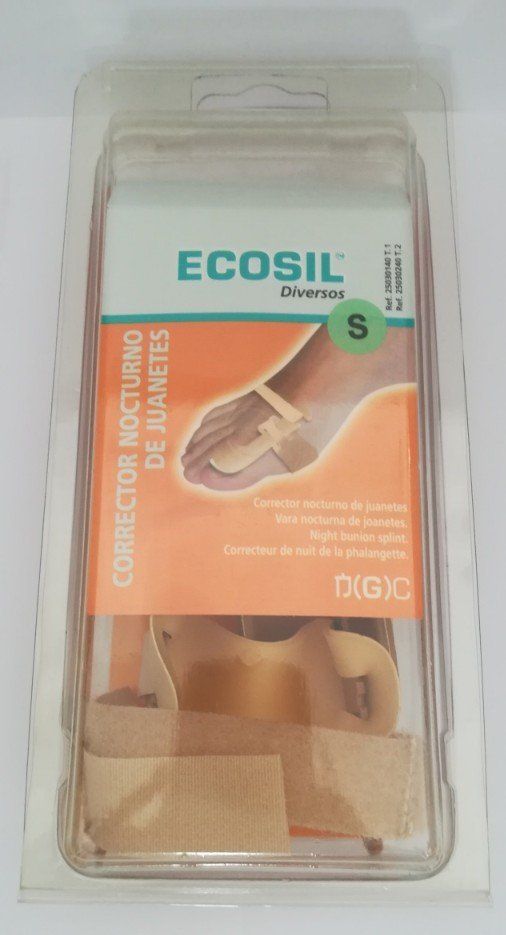 ECOSIL
Diversos
Ref. 25030140 T.1
Ref. 25030240 T.2
S
CORRECTOR NOCTURNO
DE JUANETES
Corrector nocturno de juanetes
Vara nocturna de joanetes.
Night bunion splint.
Correcteur de nuit de la phalangette.
(G)C